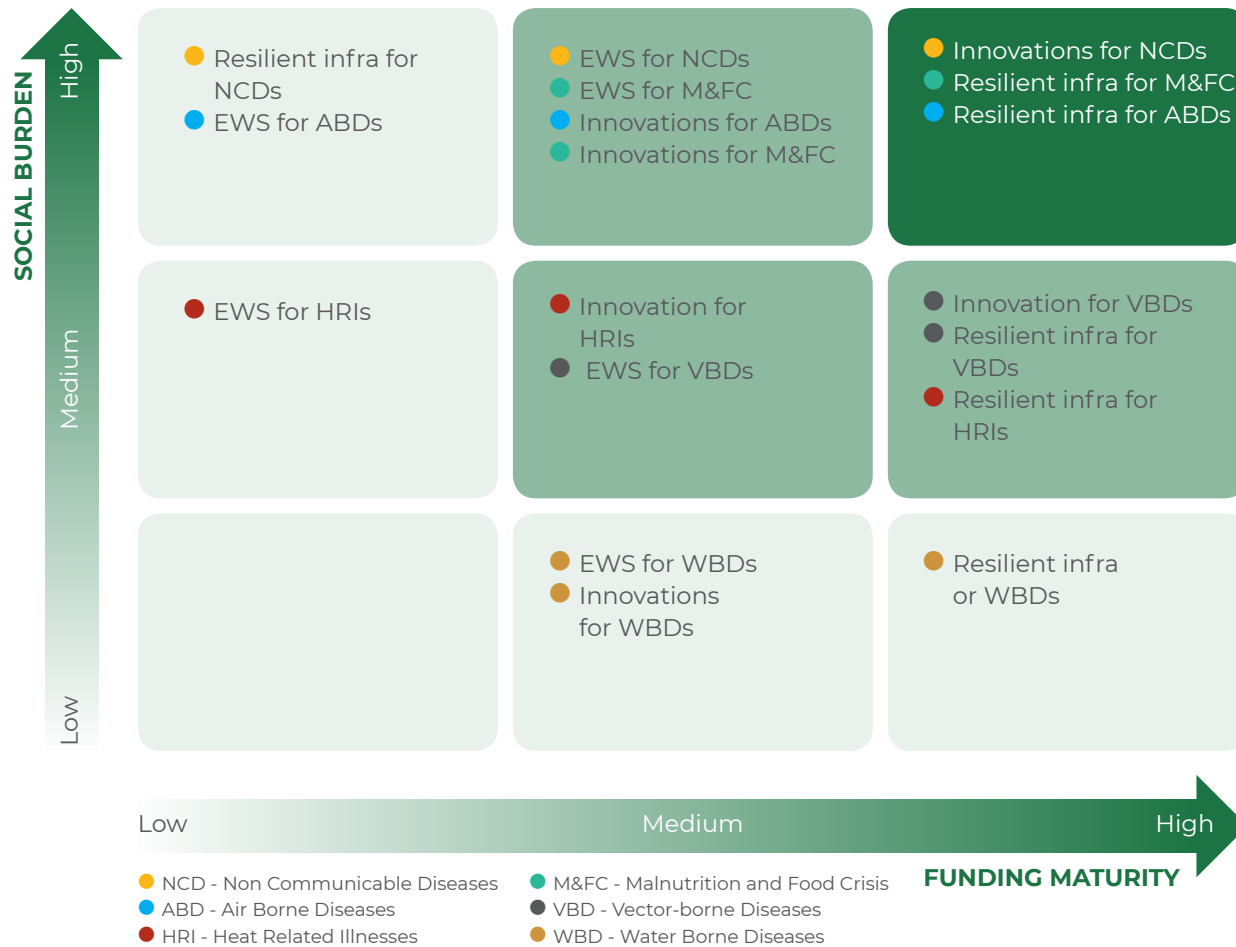 SOCIAL BURDEN
High
Medium
Low
Resilient infra for
NCDs
EWS for ABDs
EWS for NCDs
EWS for M&FC
Innovations for ABDs
Innovations for M&FC
Innovations for NCDs
Resilient infra for M&FC
Resilient infra for ABDs
EWS for HRIs
Innovation for
HRIs
EWS for VBDs
Innovation for VBDs
Resilient infra for
VBDs
Resilient infra for
HRIs
EWS for WBDs
Innovations
for WBDs
Resilient infra
or WBDs
Low
Medium
High
FUNDING MATURITY
NCD - Non Communicable Diseases
ABD - Air Borne Diseases
HRI - Heat Related Illnesses
M&FC - Malnutrition and Food Crisis
VBD - Vector-borne Diseases
WBD - Water Borne Diseases